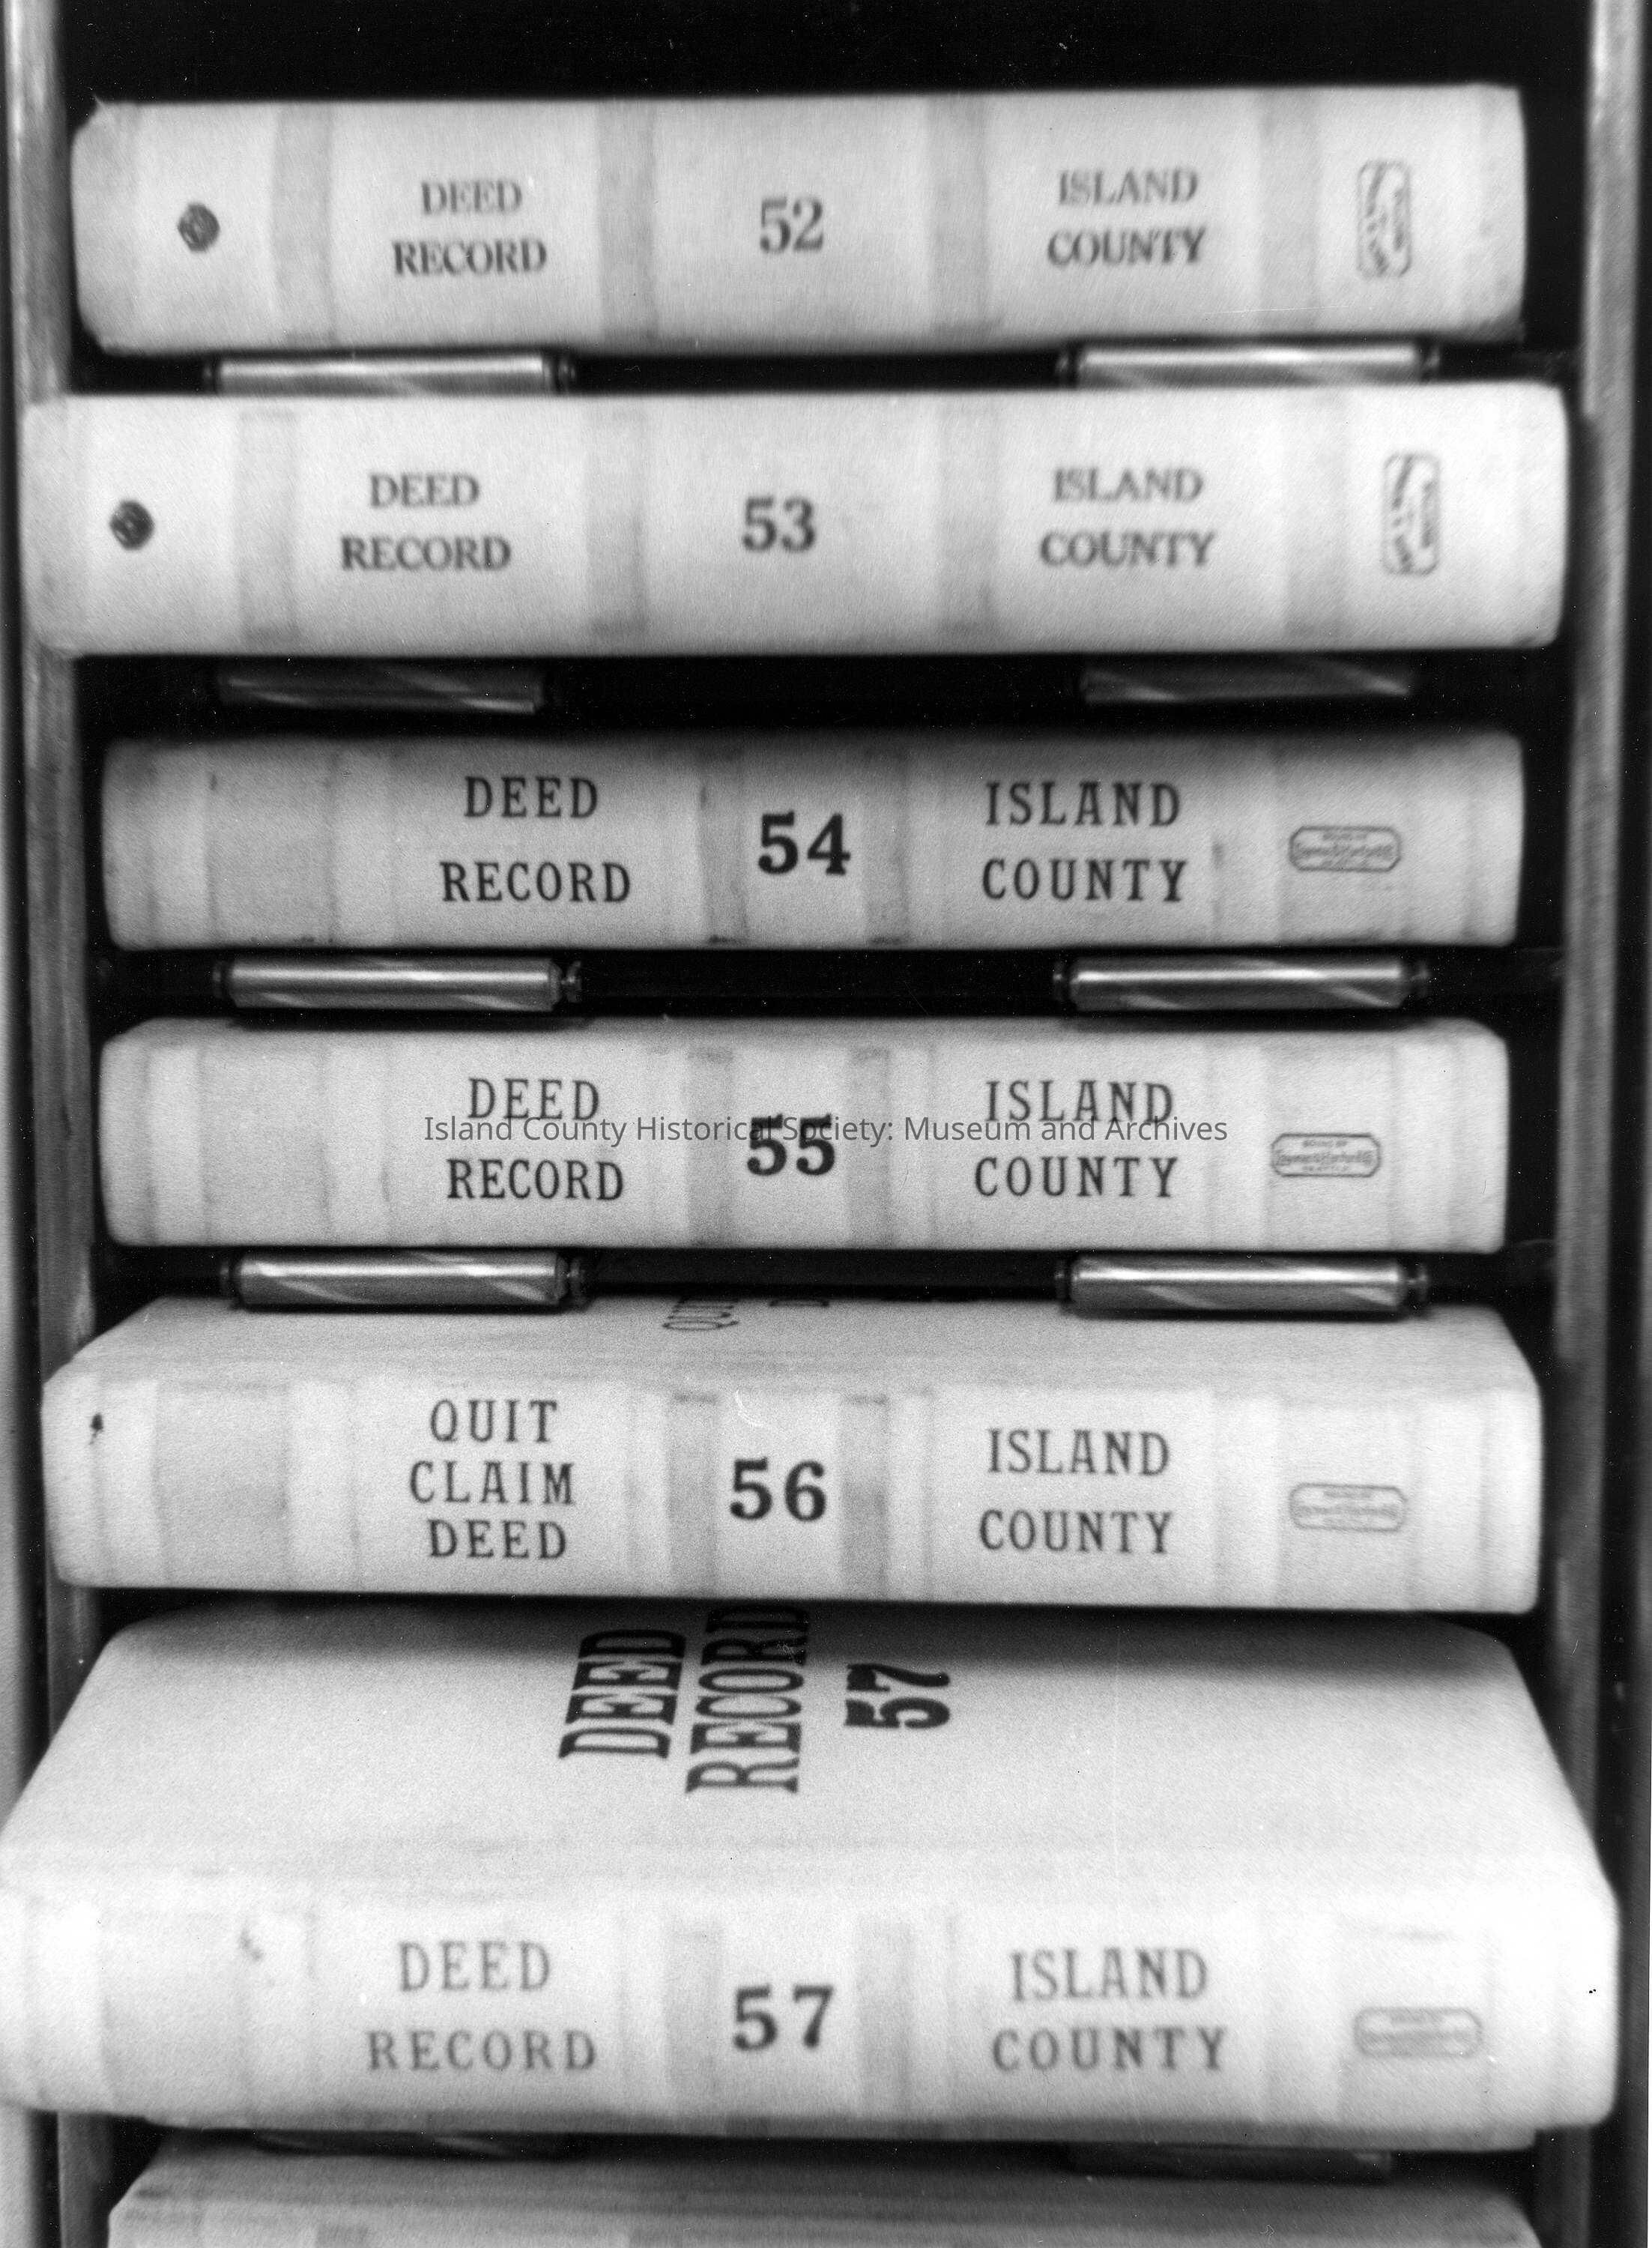 DEED
RECORD
52
ISLAND
COUNTY
DEED
RECORD
53
ISLAND
COUNTY
DEED
RECORD
54
ISLAND
COUNTY
DEED
RECORD
55
ISLAND
COUNTY
Island County Historical Society: Museum and Archives
QUIT
CLAIM
DEED
56
ISLAND
COUNTY
DEED
RECORD
57
DEED
RECORD
57
ISLAND
COUNTY